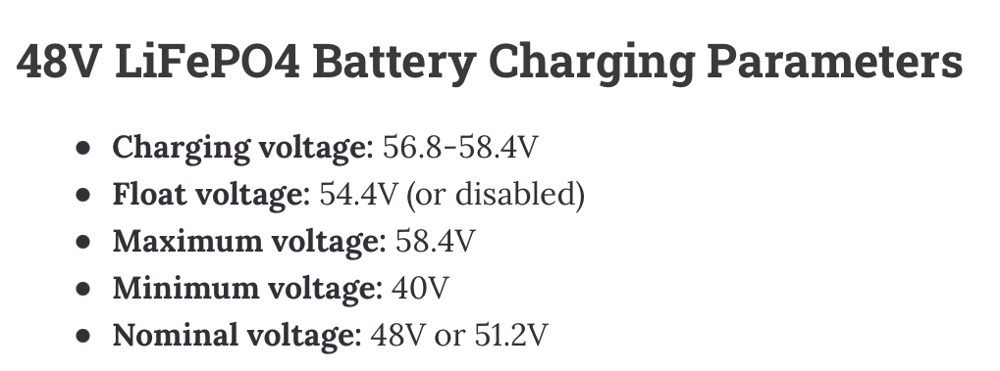 48V LiFePO4 Battery Charging Parameters
• Charging voltage: 56.8-58.4V
• Float voltage: 54.4V (or disabled)
• Maximum voltage: 58.4V
• Minimum voltage: 40V
• Nominal voltage: 48V or 51.2V